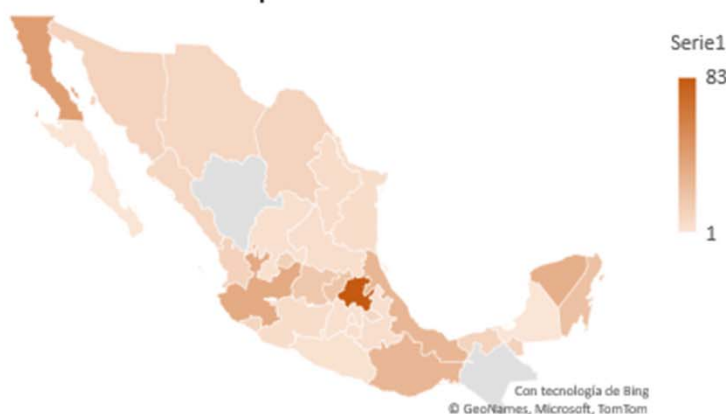 Serie1
83
1
Con tecnología de Bing
© GeoNames, Microsoft, TomTom